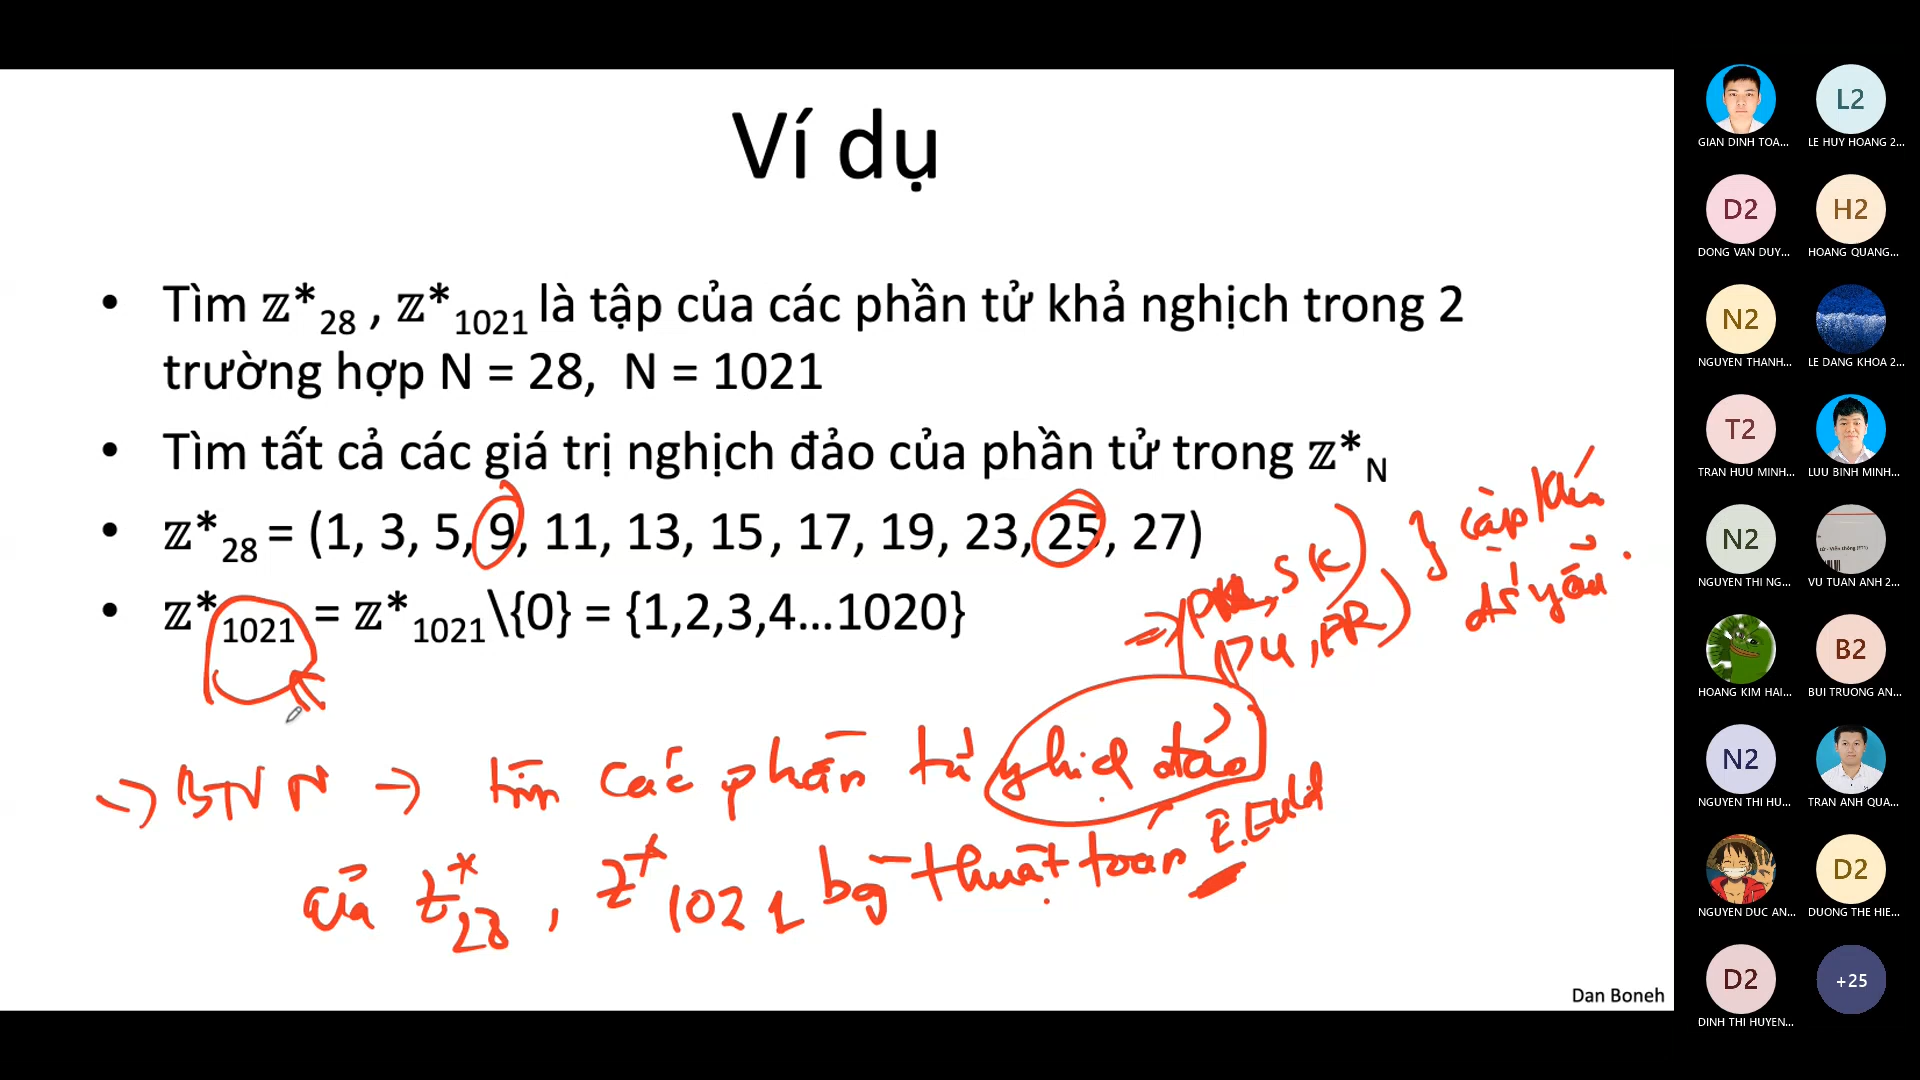 Ví dụ
• Tìm ℤ*28 , ℤ*1021 là tập của các phần tử khả nghịch trong 2
trường hợp N = 28, N = 1021
• Tìm tất cả các giá trị nghịch đảo của phần tử trong ℤ*N
• ℤ*28 = (1, 3, 5, 9, 11, 13, 15, 17, 19, 23, 25, 27)
• ℤ*1021 = ℤ*1021\{0} = {1,2,3,4…1020}
} cặp khóa
, SK)
(PU, PR)
-> BTVN -> tìm các phần tử nghịch đảo
của Z*28 , Z*1021 bằng thuật toán E.
Dan Boneh
GIAN DINH TOA...
LE HUY HOANG 2...
L2
D2
DONG VAN DUY...
H2
HOANG QUANG...
N2
NGUYEN THANH...
LE DANG KHOA 2...
T2
TRAN HUU MINH...
LUU BINH MINH...
N2
NGUYEN THI NG...
VU TUAN ANH 2...
HOANG KIM HAI...
B2
BUI TRUONG AN...
N2
NGUYEN THI HU...
TRAN ANH QUA...
NGUYEN DUC AN...
D2
DUONG THE HIE...
D2
DINH THI HUYEN...
+25